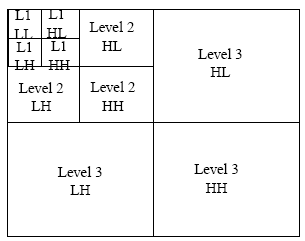 L1 LL
L1 HL
Level 2 HL
L1 LH
L1 HH
Level 3 HL
Level 2 LH
Level 2 HH
Level 3 LH
Level 3 HH